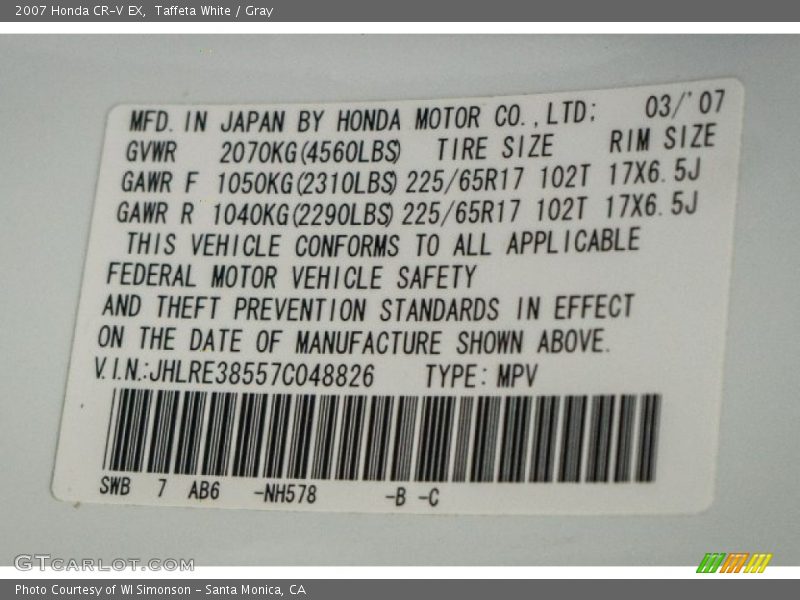 2007 Honda CR-V EX,  Taffeta White / Gray
MFD. IN JAPAN BY HONDA MOTOR CO.,LTD; 03/'07
GVWR 2070KG(4560LBS) TIRE SIZE RIM SIZE
GAWR F 1050KG(2310LBS) 225/65R17 102T 17X6.5J
GAWR R 1040KG(2290LBS) 225/65R17 102T 17X6.5J
THIS VEHICLE CONFORMS TO ALL APPLICABLE
FEDERAL MOTOR VEHICLE SAFETY
AND THEFT PREVENTION STANDARDS IN EFFECT
ON THE DATE OF MANUFACTURE SHOWN ABOVE.
V.I.N.:JHLRE38557C048826 TYPE: MPV
SWB 7 AB6 -NH578 -B -C
GTCARLOT.COM
Photo Courtesy of WI Simonson - Santa Monica, CA